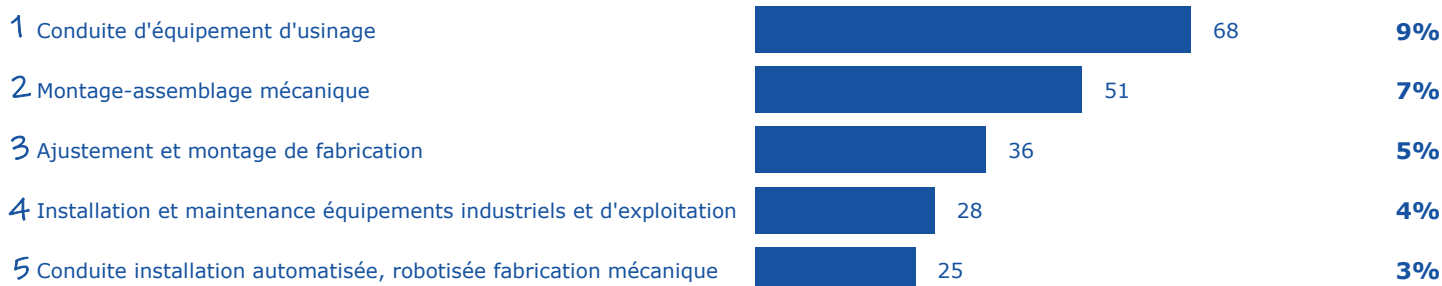 1 Conduite d'équipement d'usinage 68 9%
2 Montage-assemblage mécanique 51 7%
3 Ajustement et montage de fabrication 36 5%
4 Installation et maintenance équipements industriels et d'exploitation 28 4%
5 Conduite installation automatisée, robotisée fabrication mécanique 25 3%